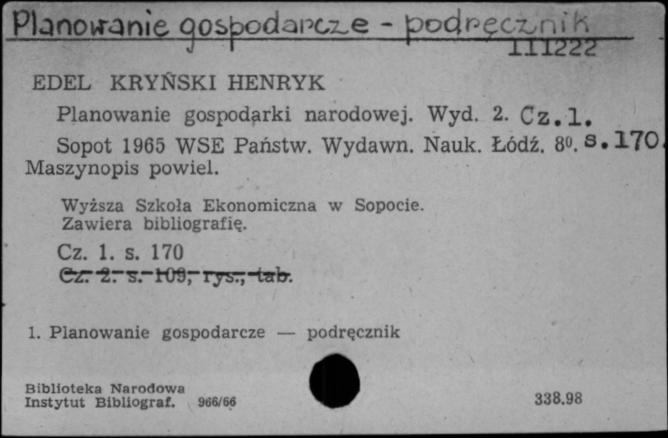 Planowanie gospodarcze - podręcznik
111222
EDEL KRYŃSKI HENRYK
Planowanie gospodarki narodowej. Wyd. 2. Cz.1.
Sopot 1965 WSE Państw. Wydawn. Nauk. Łódź. 8⁰. s.170.
Maszynopis powiel.
Wyższa Szkoła Ekonomiczna w Sopocie.
Zawiera bibliografię.
Cz. 1. s. 170
Cz. 2. s. 109, rys., tab.
1. Planowanie gospodarcze — podręcznik
Biblioteka Narodowa
Instytut Bibliograf. 966/66
338.98